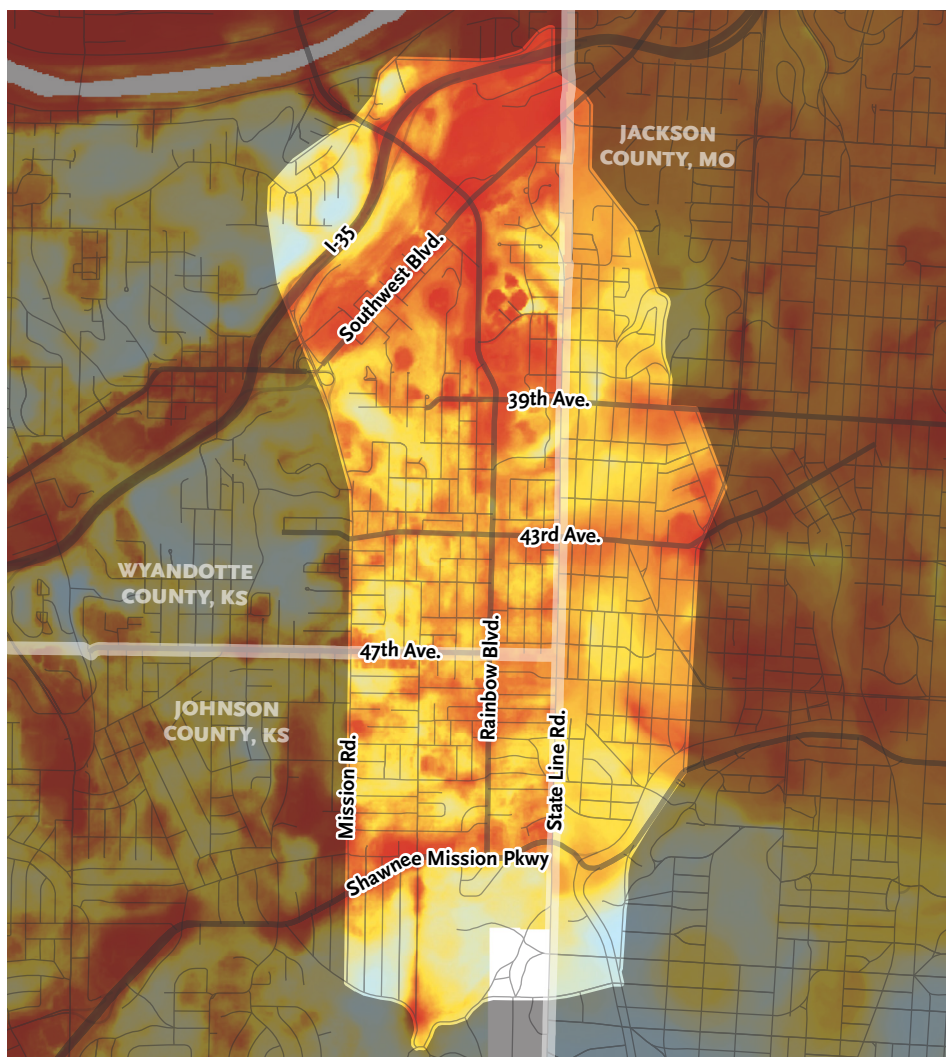 JACKSON
COUNTY, MO
I-35
Southwest Blvd.
39th Ave.
43rd Ave.
WYANDOTTE
COUNTY, KS
47th Ave.
Rainbow Blvd.
JOHNSON
COUNTY, KS
Mission Rd.
State Line Rd.
Shawnee Mission Pkwy